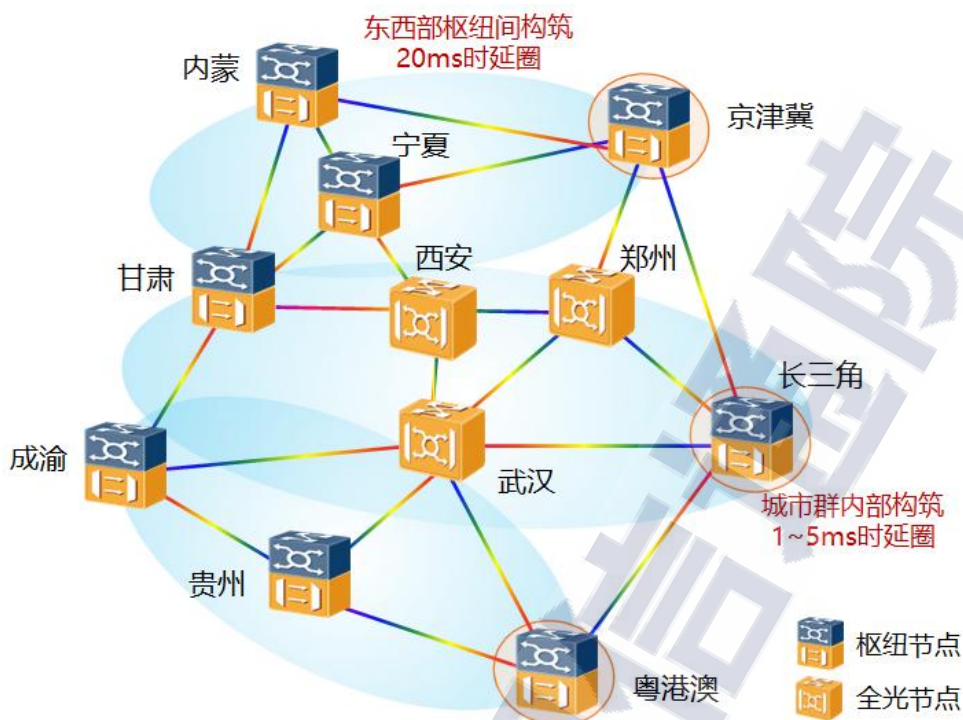 东西部枢纽间构筑
20ms时延圈
内蒙
京津冀
宁夏
西安
郑州
甘肃
长三角
成渝
武汉
城市群内部构筑
1~5ms时延圈
贵州
粤港澳
枢纽节点
全光节点
信通院